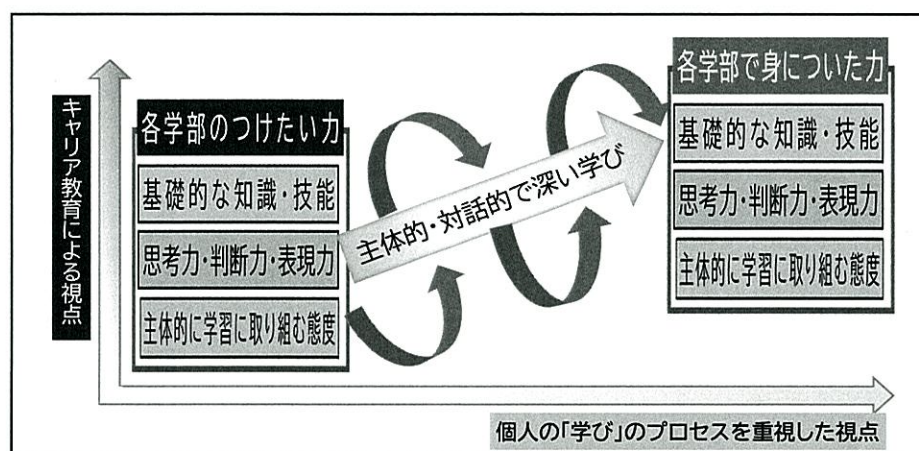 キャリア教育による視点
各学部のつけたい力
基礎的な知識・技能
思考力・判断力・表現力
主体的に学習に取り組む態度
主体的・対話的で深い学び
各学部で身についた力
基礎的な知識・技能
思考力・判断力・表現力
主体的に学習に取り組む態度
個人の「学び」のプロセスを重視した視点